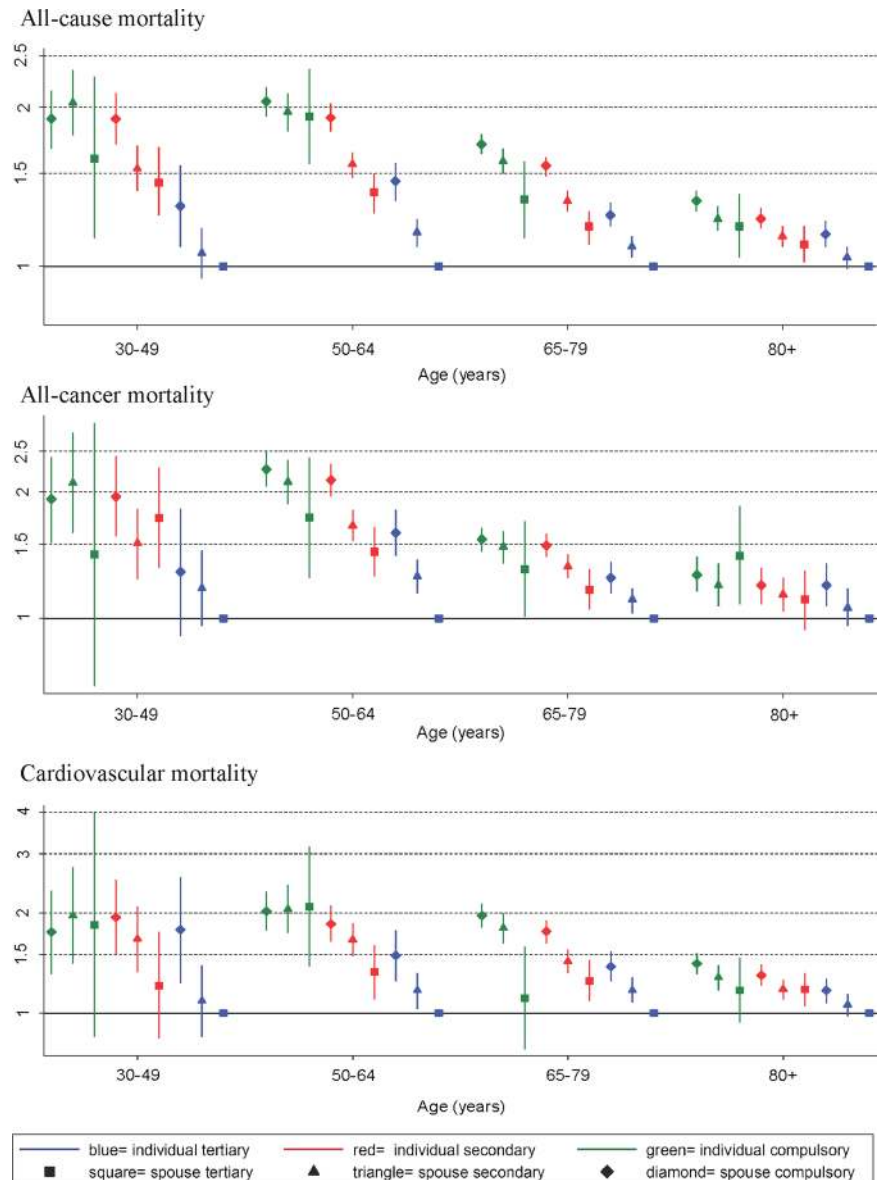 All-cause mortality
2.5
2
1.5
1
30-49 50-64 65-79 80+
Age (years)
All-cancer mortality
2.5
2
1.5
1
30-49 50-64 65-79 80+
Age (years)
Cardiovascular mortality
4
3
2
1.5
1
30-49 50-64 65-79 80+
Age (years)
blue= individual tertiary red= individual secondary green= individual compulsory
square= spouse tertiary triangle= spouse secondary diamond= spouse compulsory